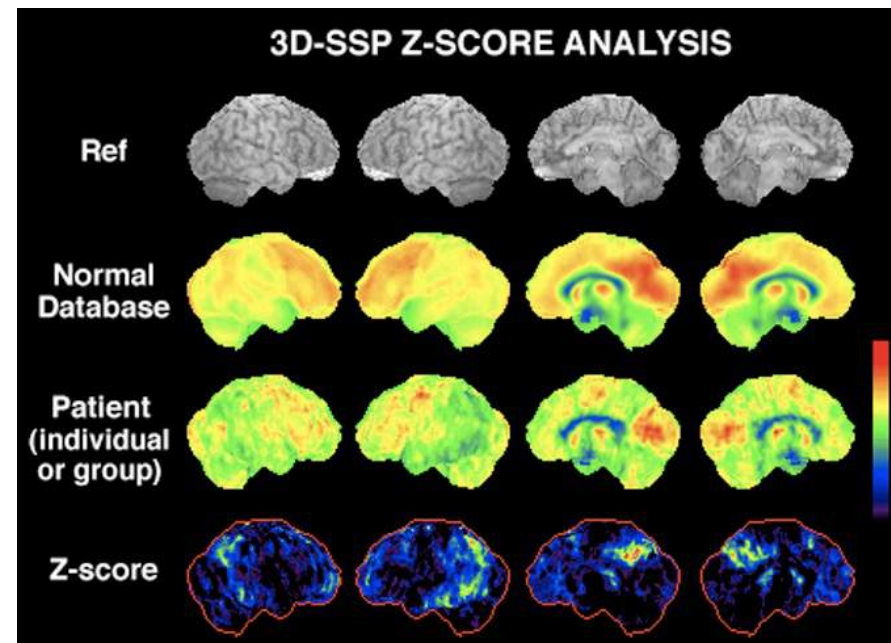 3D-SSP Z-SCORE ANALYSIS
Ref
Normal
Database
Patient
(individual
or group)
Z-score